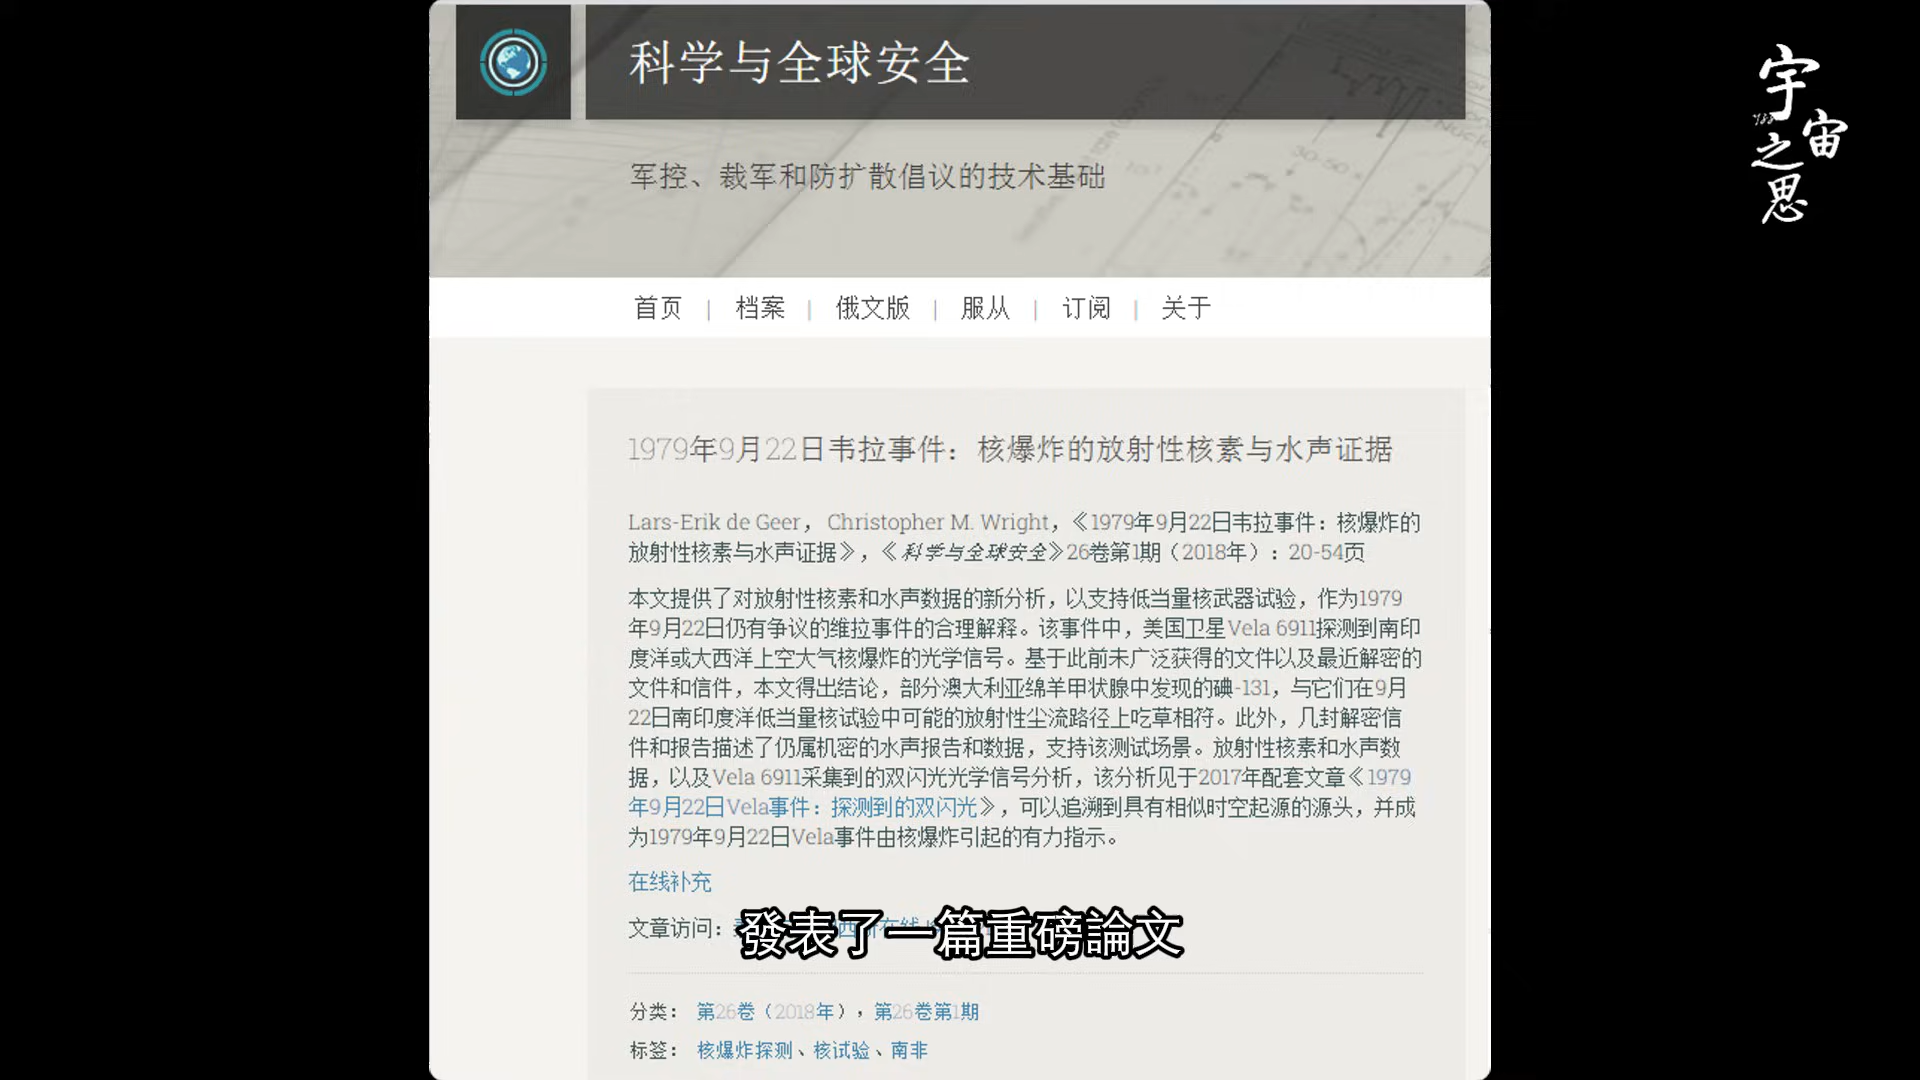 科学与全球安全
军控、裁军和防扩散倡议的技术基础
首页 | 档案 | 俄文版 | 服从 | 订阅 | 关于
1979年9月22日韦拉事件：核爆炸的放射性核素与水声证据
Lars-Erik de Geer， Christopher M. Wright，《1979年9月22日韦拉事件：核爆炸的
放射性核素与水声证据》，《科学与全球安全》26卷第1期（2018年）：20-54页
本文提供了对放射性核素和水声数据的新分析，以支持低当量核武器试验，作为1979
年9月22日仍有争议的维拉事件的合理解释。该事件中，美国卫星Vela 6911探测到南印
度洋或大西洋上空大气核爆炸的光学信号。基于此前未广泛获得的文件以及最近解密的
文件和信件，本文得出结论，部分澳大利亚绵羊甲状腺中发现的碘-131，与它们在9月
22日南印度洋低当量核试验中可能的放射性尘流路径上吃草相符。此外，几封解密信
件和报告描述了仍属机密的水声报告和数据，支持该测试场景。放射性核素和水声数
据，以及Vela 6911采集到的双闪光光学信号分析，该分析见于2017年配套文章《1979
年9月22日Vela事件：探测到的双闪光》，可以追溯到具有相似时空起源的源头，并成
为1979年9月22日Vela事件由核爆炸引起的有力指示。
在线补充
文章访问：
發表了一篇重磅論文
分类： 第26卷（2018年），第26卷第1期
标签： 核爆炸探测、核试验、南非
宇宙之思